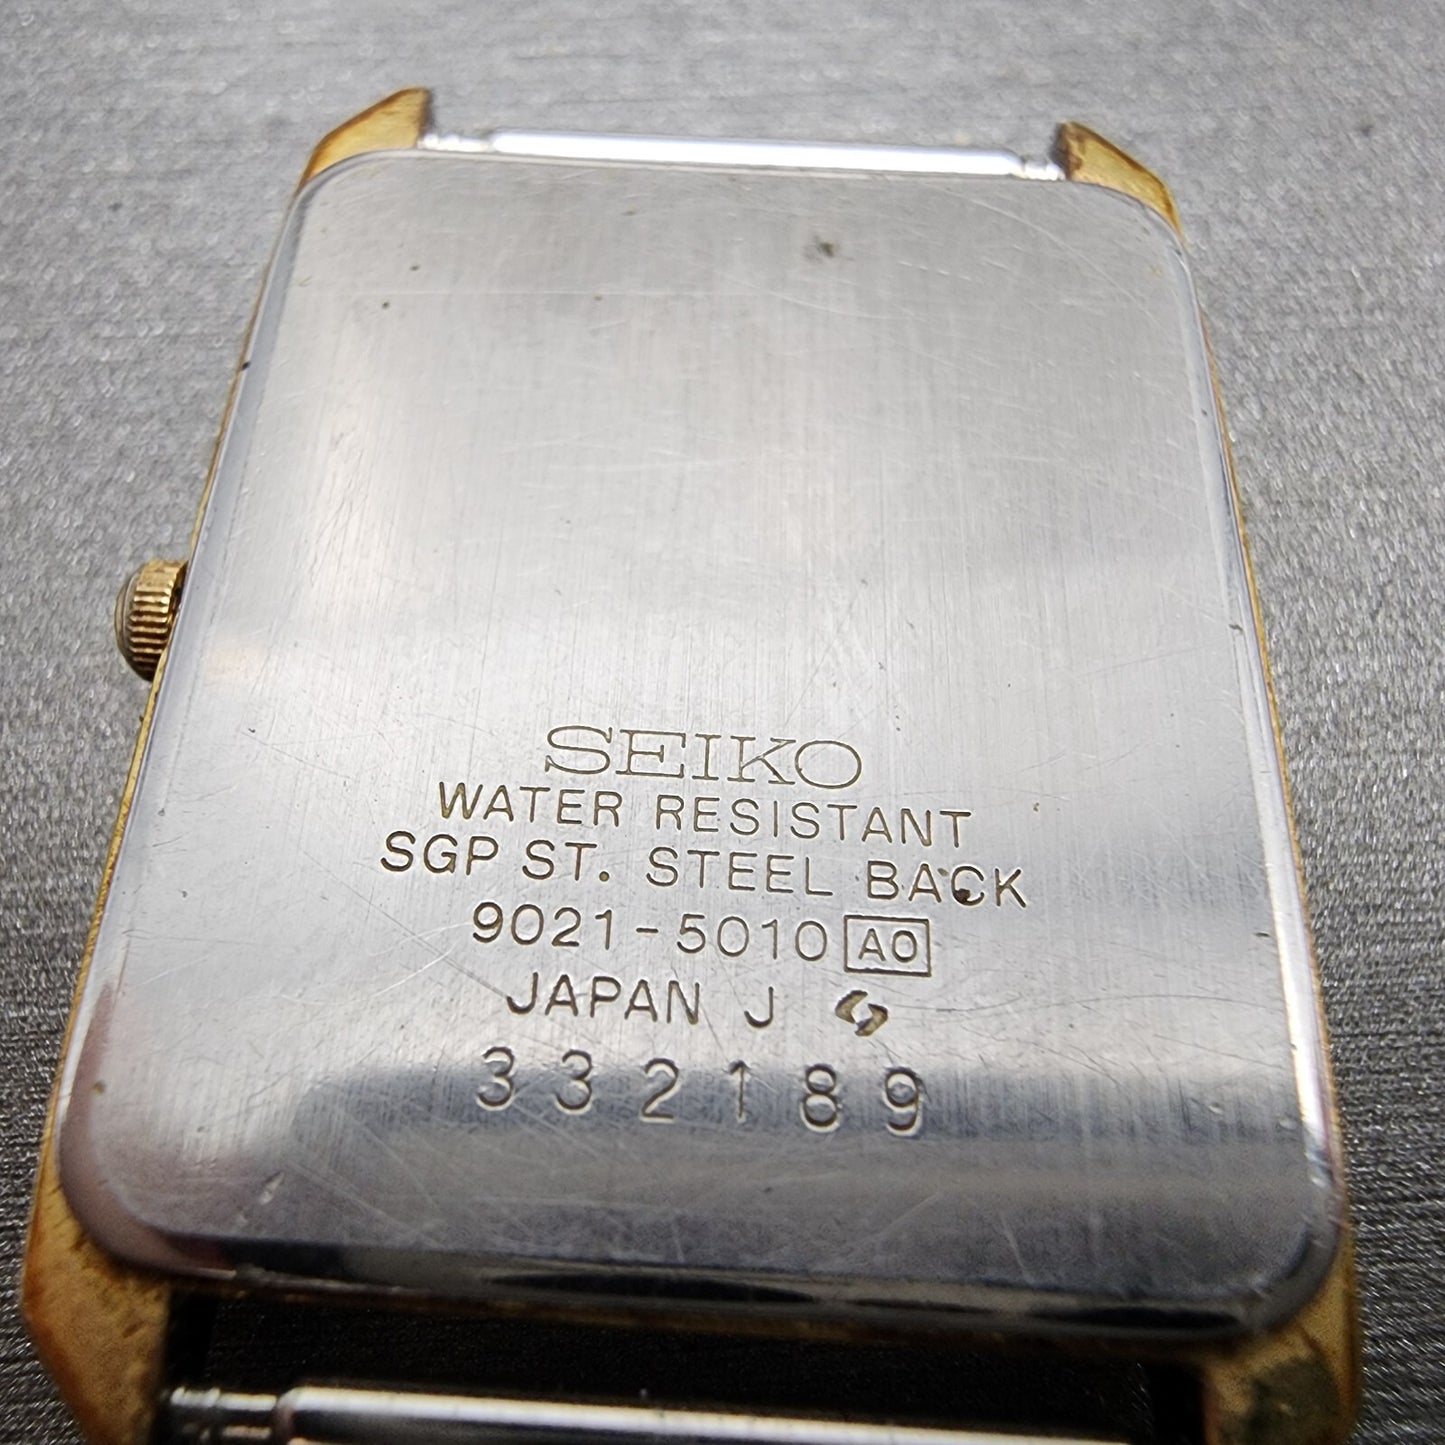 SEIKO
WATER RESISTANT
SGP ST. STEEL BACK
9021-5010 A0
JAPAN J
332189